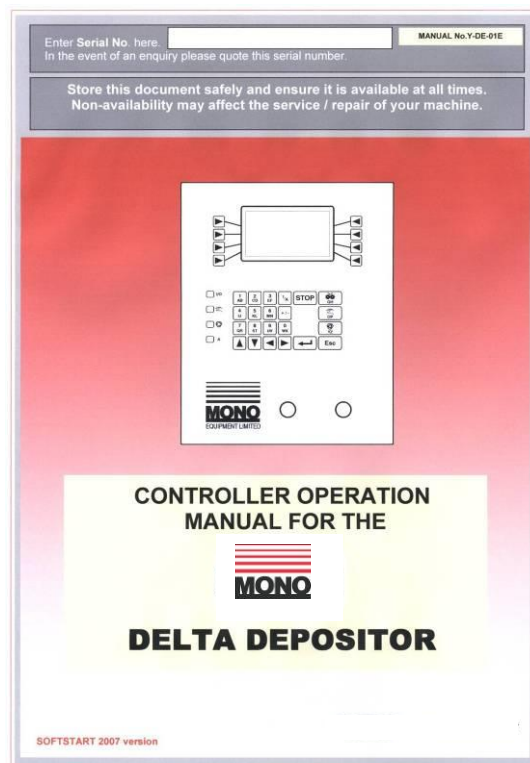 Enter Serial No. here.
MANUAL No.Y-DE-01E
In the event of an enquiry please quote this serial number.
Store this document safely and ensure it is available at all times.
Non-availability may affect the service / repair of your machine.
STOP
Esc
MONO
EQUIPMENT LIMITED
CONTROLLER OPERATION
MANUAL FOR THE
MONO
DELTA DEPOSITOR
SOFTSTART 2007 version